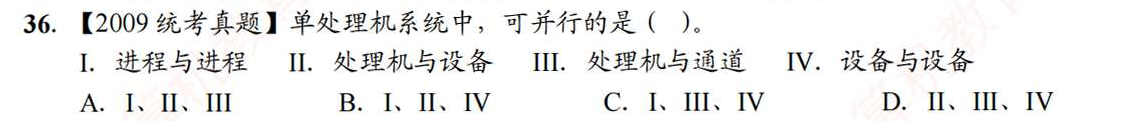 36. 【2009 统考真题】单处理机系统中，可并行的是（ ）。
I. 进程与进程 II. 处理机与设备 III. 处理机与通道 IV. 设备与设备
A. I、II、III B. I、II、IV C. I、III、IV D. II、III、IV